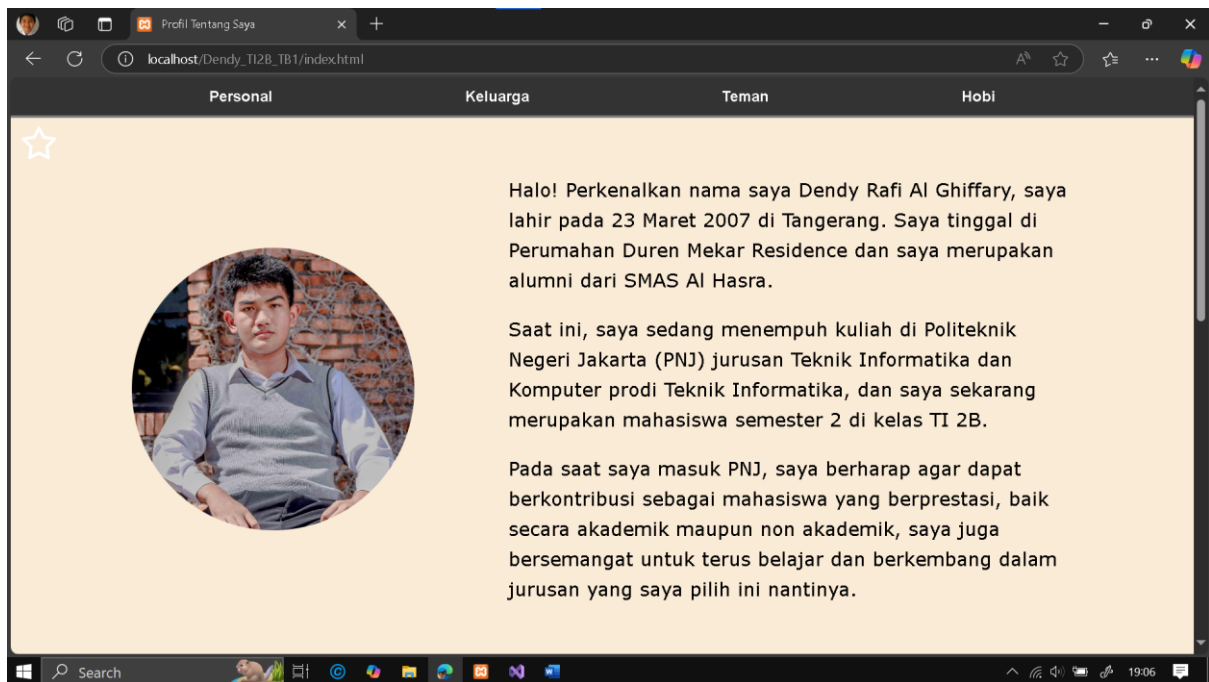 Profil Tentang Saya
localhost/Dendy_TI2B_TB1/index.html
Personal Keluarga Teman Hobi
Halo! Perkenalkan nama saya Dendy Rafi Al Ghiffary, saya
lahir pada 23 Maret 2007 di Tangerang. Saya tinggal di
Perumahan Duren Mekar Residence dan saya merupakan
alumni dari SMAS Al Hasra.
Saat ini, saya sedang menempuh kuliah di Politeknik
Negeri Jakarta (PNJ) jurusan Teknik Informatika dan
Komputer prodi Teknik Informatika, dan saya sekarang
merupakan mahasiswa semester 2 di kelas TI 2B.
Pada saat saya masuk PNJ, saya berharap agar dapat
berkontribusi sebagai mahasiswa yang berprestasi, baik
secara akademik maupun non akademik, saya juga
bersemangat untuk terus belajar dan berkembang dalam
jurusan yang saya pilih ini nantinya.
Search
19:06